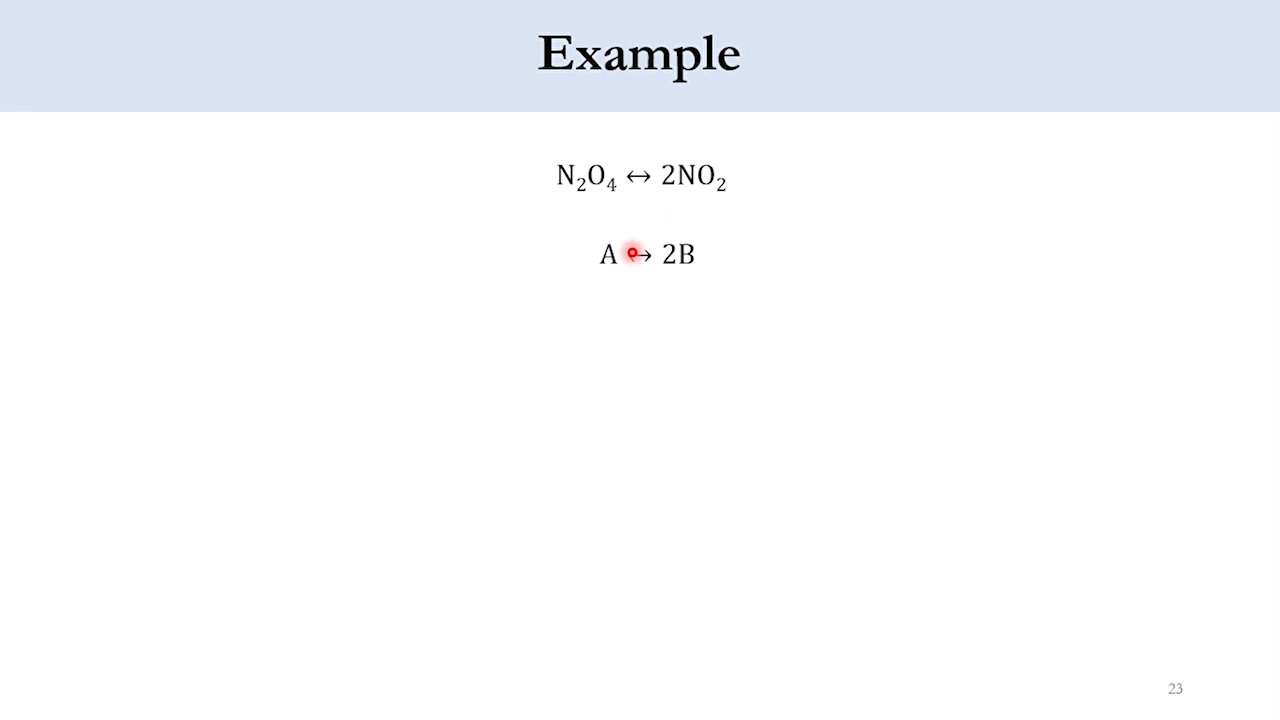 Example
N₂O₄ ↔ 2NO₂
A ↔ 2B
23